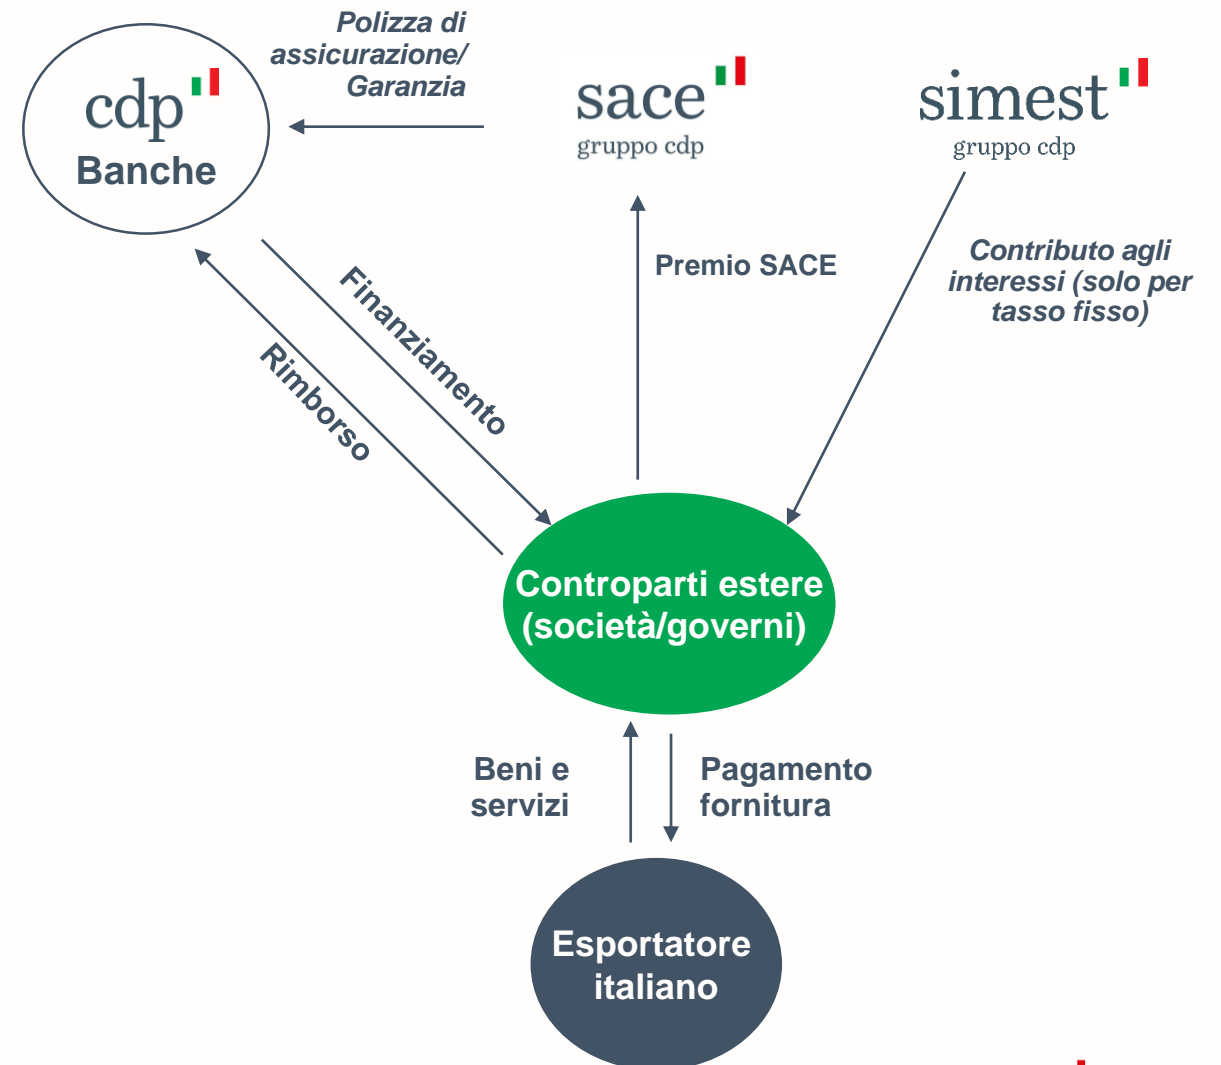 Polizza di
assicurazione/
Garanzia
cdp
Banche
sace
gruppo cdp
simest
gruppo cdp
Premio SACE
Contributo agli
interessi (solo per
tasso fisso)
Finanziamento
Rimborso
Controparti estere
(società/governi)
Beni e
servizi
Pagamento
fornitura
Esportatore
italiano